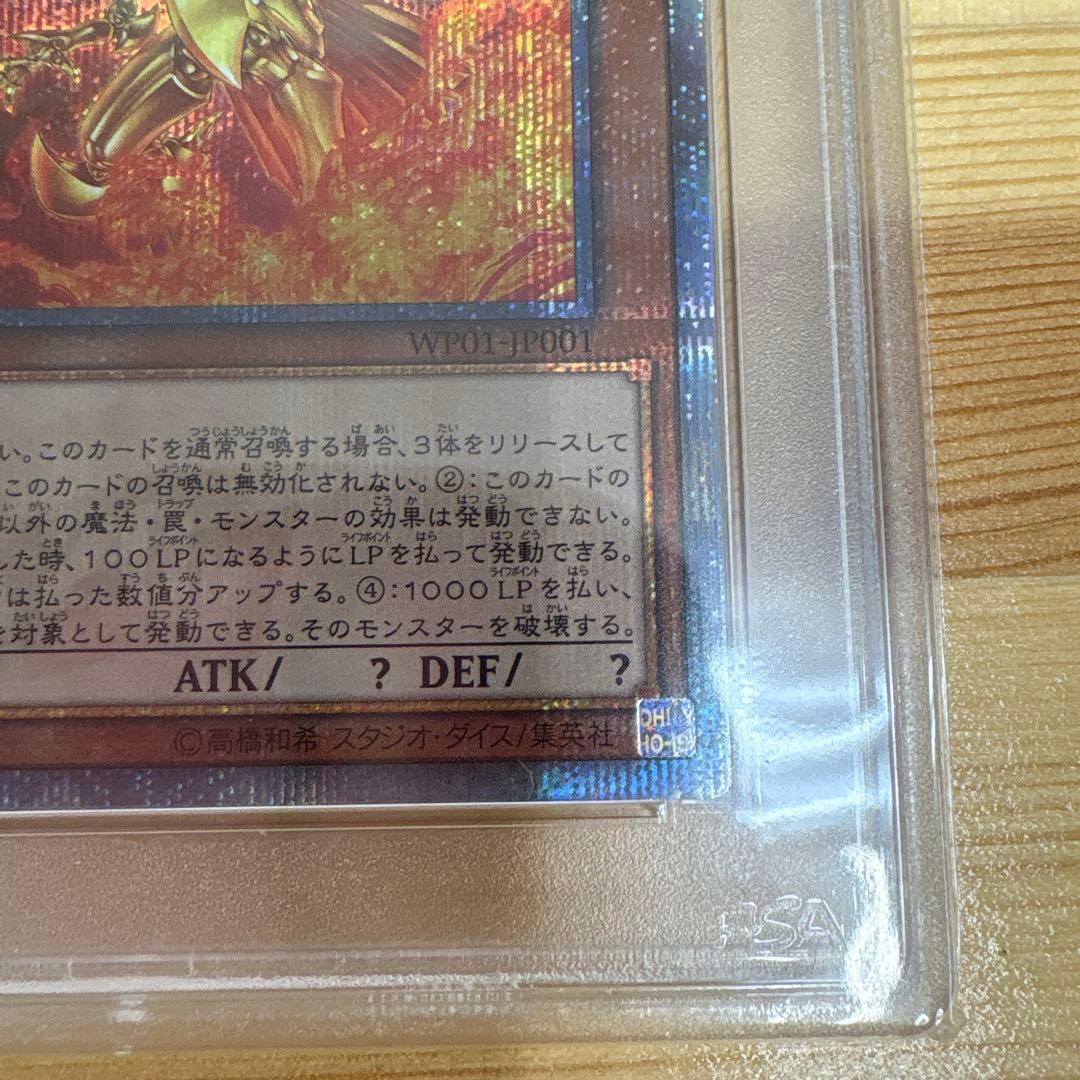 WP01-JP001
い。このカードを通常召喚する場合、3体をリリースして
このカードの召喚は無効化されない。②：このカードの
以外の魔法・罠・モンスターの効果は発動できない。
した時、100LPになるようにLPを払って発動できる。
は払った数値分アップする。④：1000LPを払い、
を対象として発動できる。そのモンスターを破壊する。
ATK/ ? DEF/ ?
©高橋和希 スタジオ・ダイス/集英社
PSA